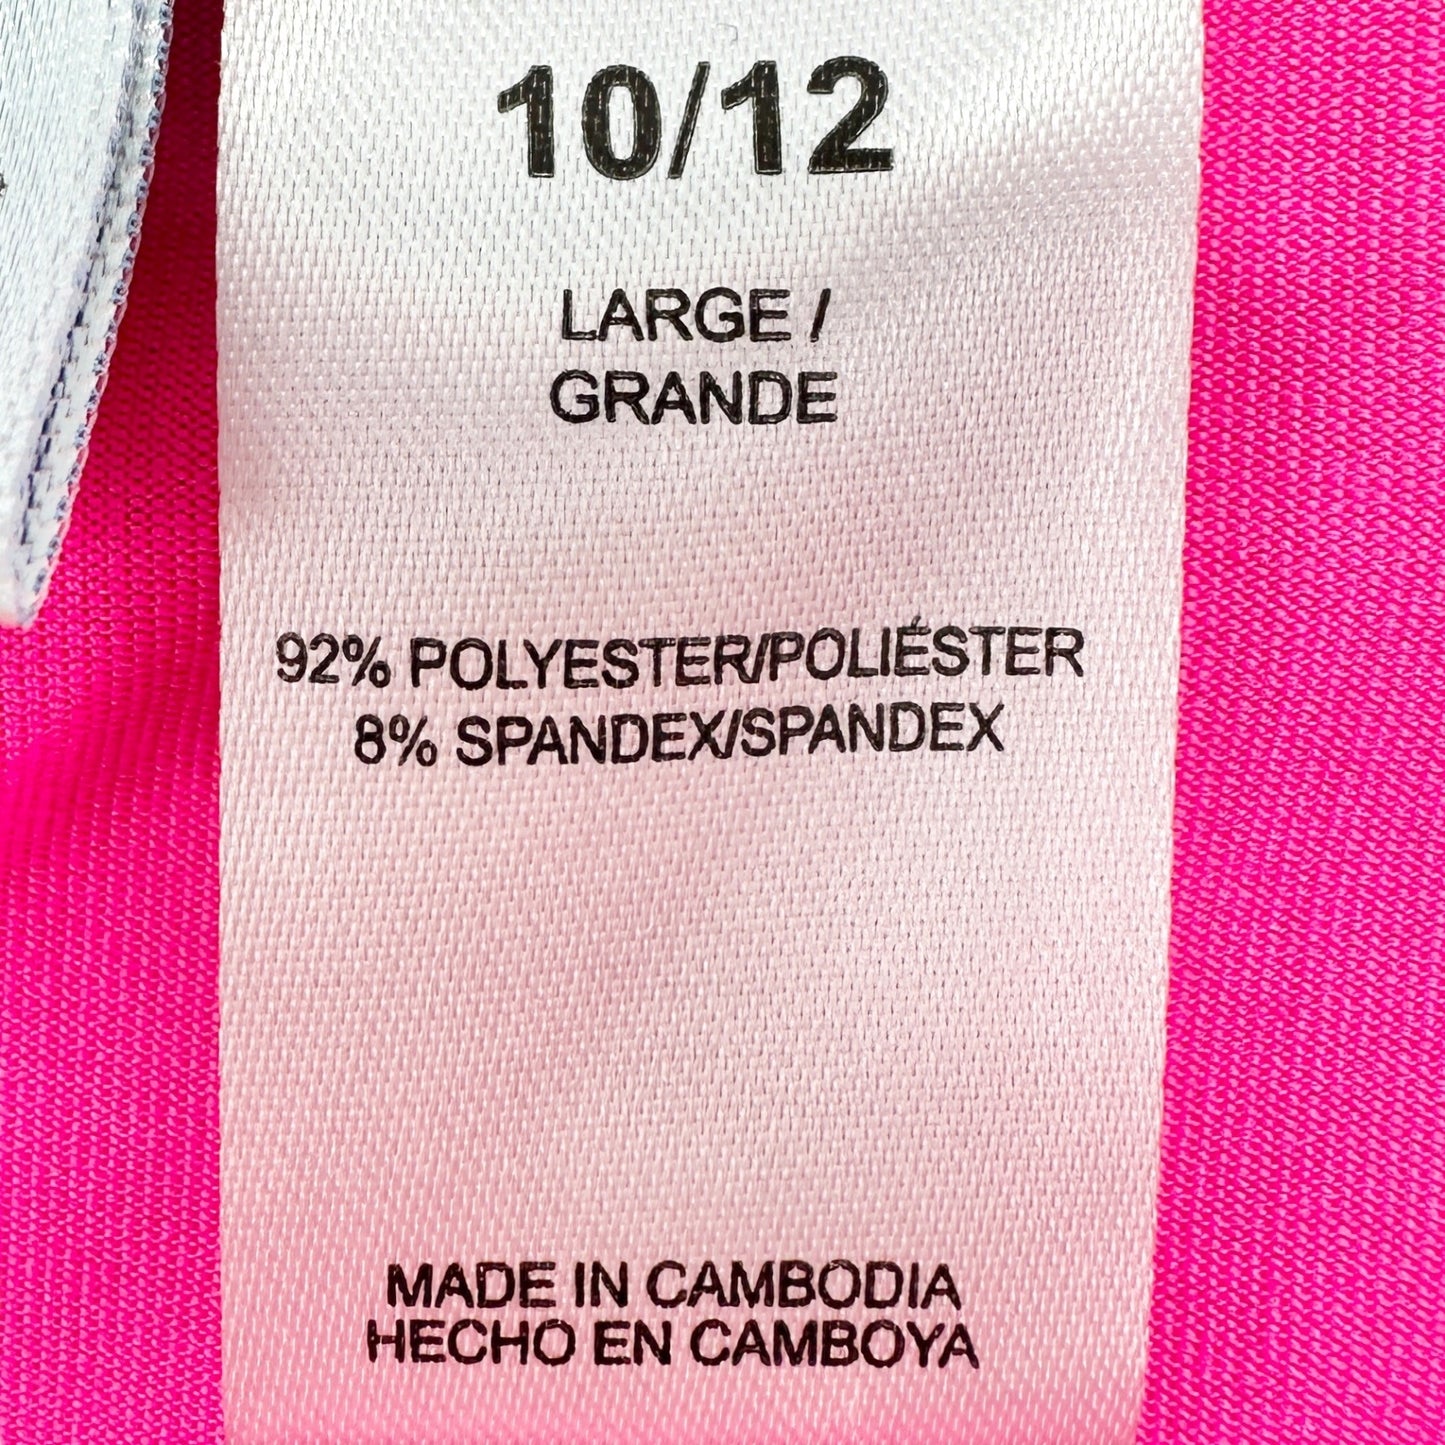 10/12
LARGE /
GRANDE
92% POLYESTER/POLIÉSTER
8% SPANDEX/SPANDEX
MADE IN CAMBODIA
HECHO EN CAMBOYA